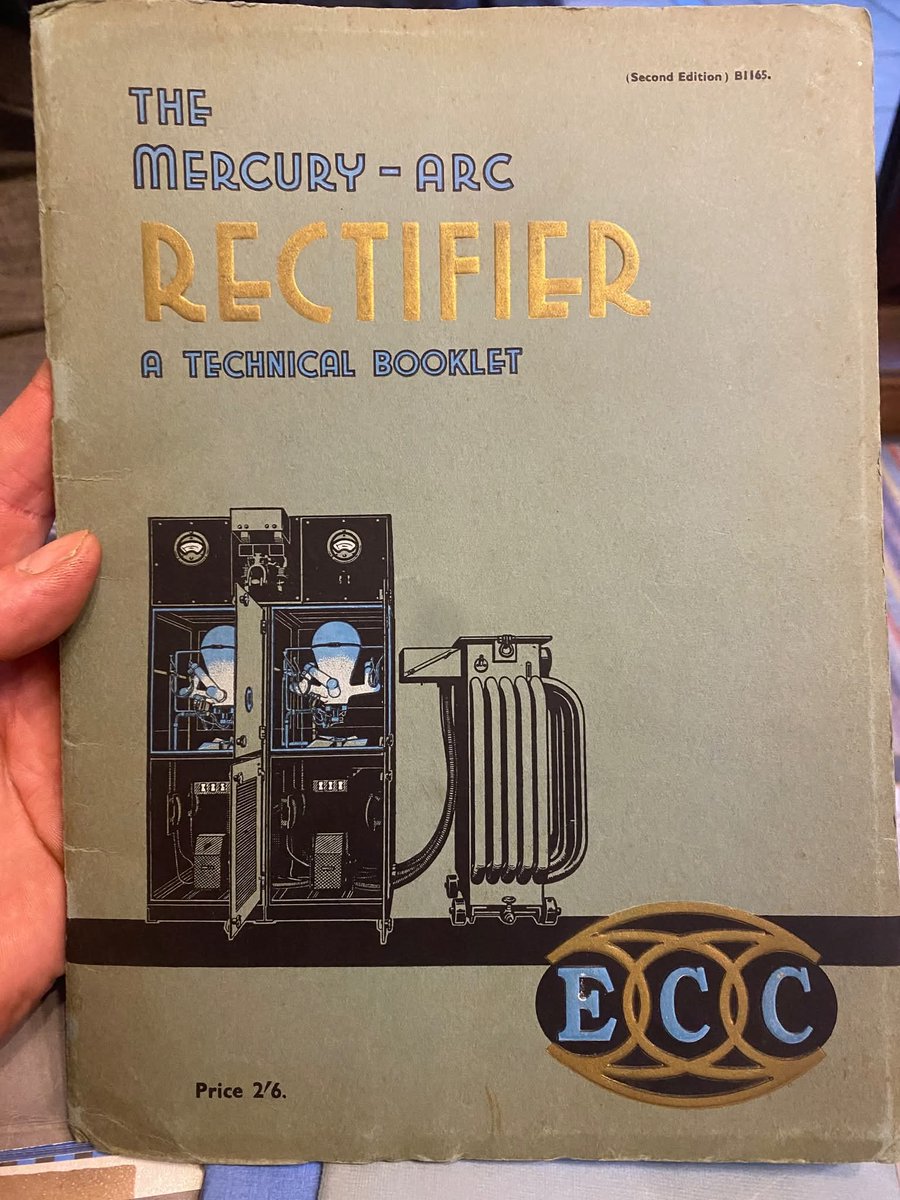 (Second Edition) B1165.
THE
MERCURY-ARC
RECTIFIER
A TECHNICAL BOOKLET
ECC
Price 2/6.